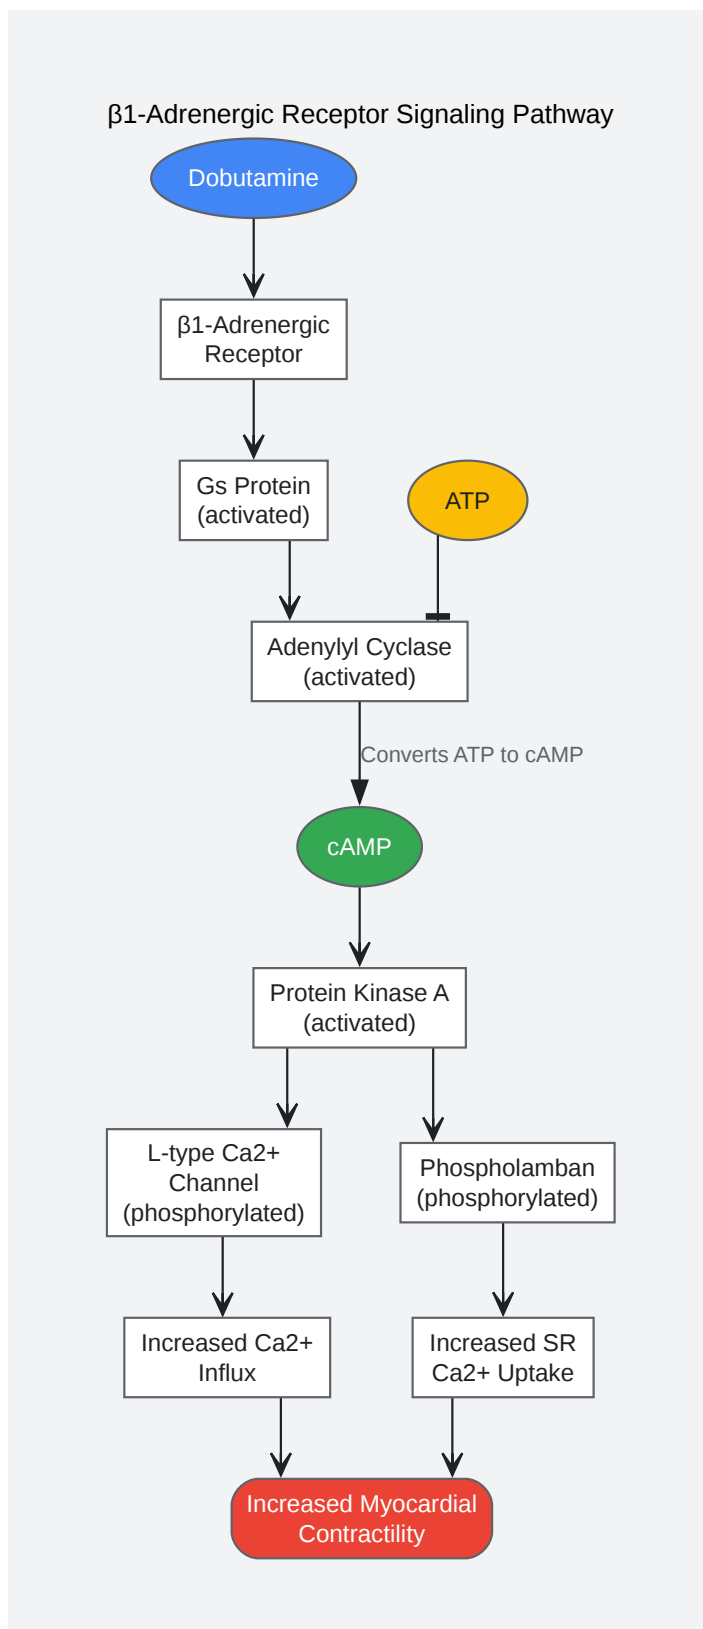 β1-Adrenergic Receptor Signaling Pathway
Dobutamine
β1-Adrenergic
Receptor
Gs Protein
(activated)
ATP
Adenylyl Cyclase
(activated)
Converts ATP to cAMP
cAMP
Protein Kinase A
(activated)
L-type Ca2+
Channel
(phosphorylated)
Phospholamban
(phosphorylated)
Increased Ca2+
Influx
Increased SR
Ca2+ Uptake
Increased Myocardial
Contractility